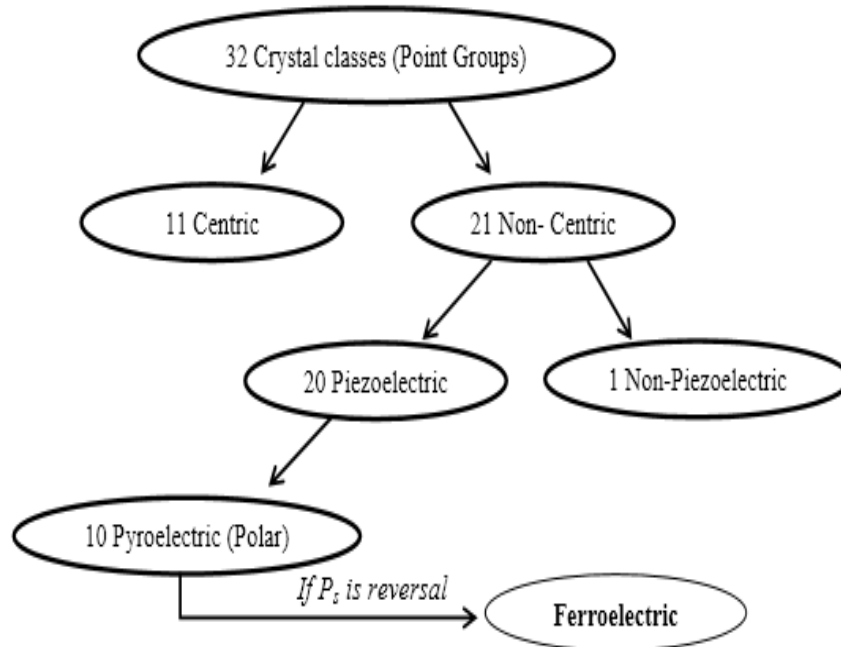 32 Crystal classes (Point Groups)
11 Centric
21 Non- Centric
20 Piezoelectric
1 Non-Piezoelectric
10 Pyroelectric (Polar)
If Ps is reversal
Ferroelectric